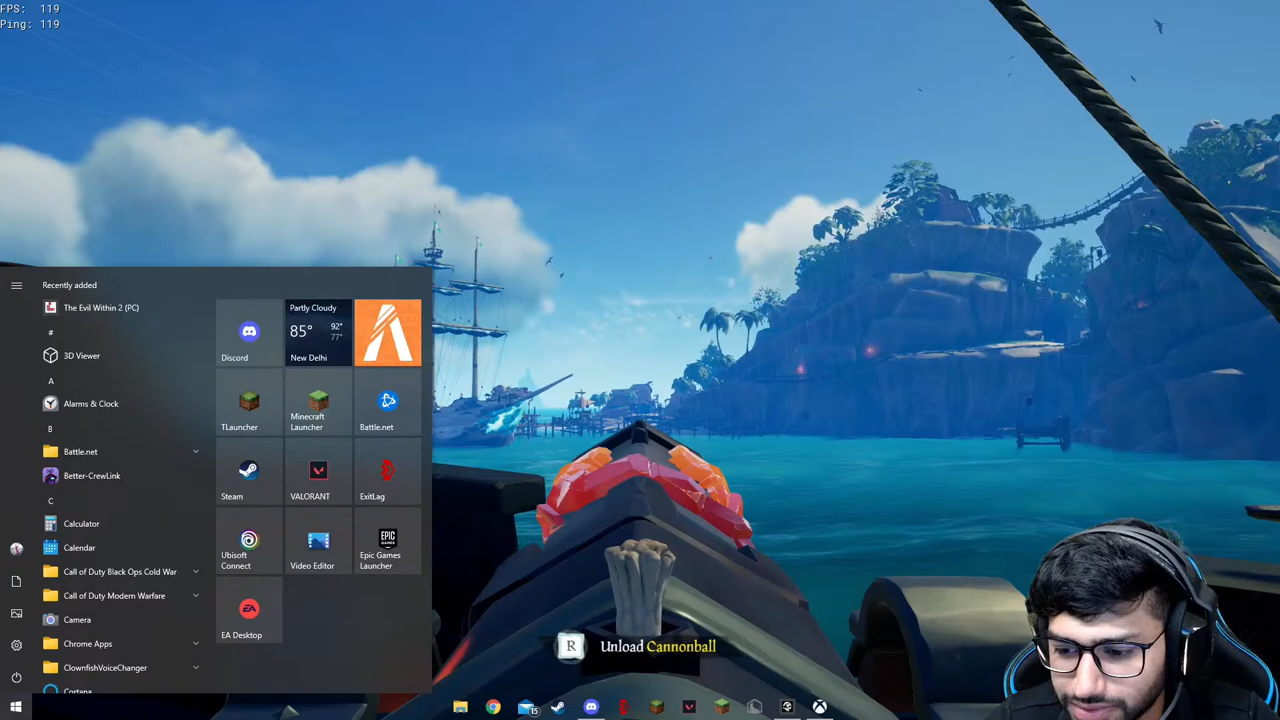 FPS: 119
Ping: 119
Recently added
The Evil Within 2 (PC)
#
3D Viewer
A
Alarms & Clock
B
Battle.net
Better-CrewLink
C
Calculator
Calendar
Call of Duty Black Ops Cold War
Call of Duty Modern Warfare
Camera
Chrome Apps
ClownfishVoiceChanger
Cortana
Discord
Partly Cloudy
85°
92°
77°
New Delhi
TLauncher
Minecraft
Launcher
Battle.net
Steam
VALORANT
ExitLag
Ubisoft
Connect
Video Editor
EPIC
GAMES
Epic Games
Launcher
EA
EA Desktop
R Unload Cannonball
15